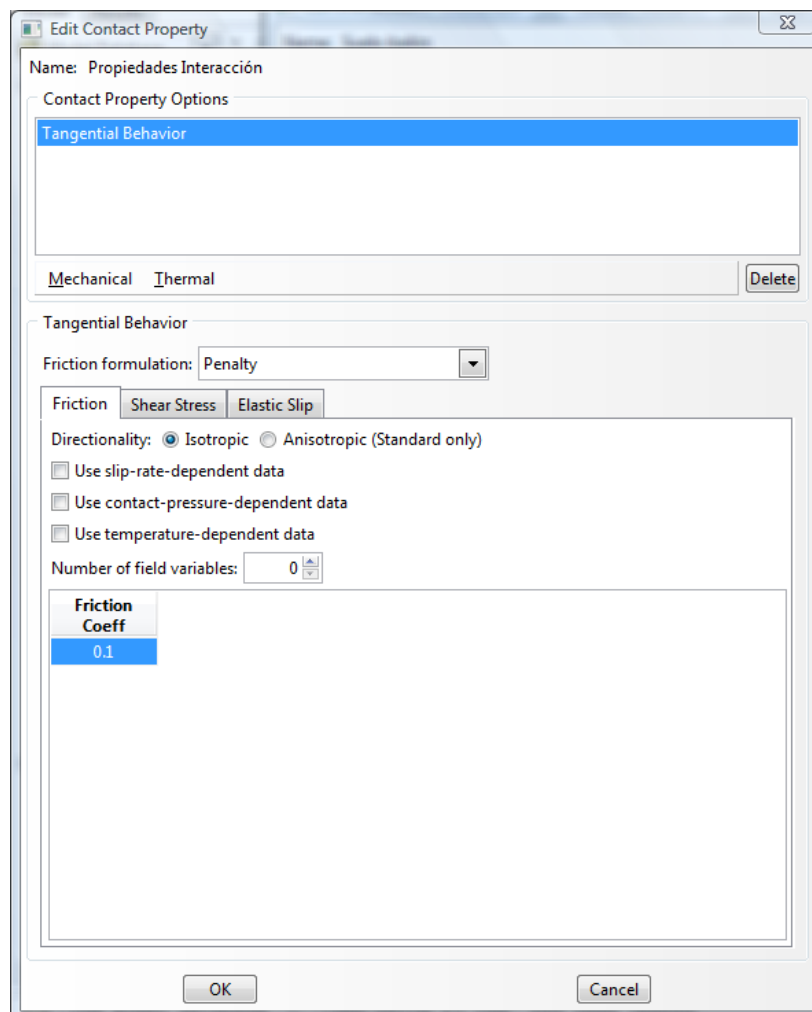 Edit Contact Property
Name: Propiedades Interacción
Contact Property Options
Tangential Behavior
Mechanical Thermal Delete
Tangential Behavior
Friction formulation: Penalty
Friction Shear Stress Elastic Slip
Directionality: Isotropic Anisotropic (Standard only)
Use slip-rate-dependent data
Use contact-pressure-dependent data
Use temperature-dependent data
Number of field variables: 0
Friction
Coeff
0.1
OK Cancel